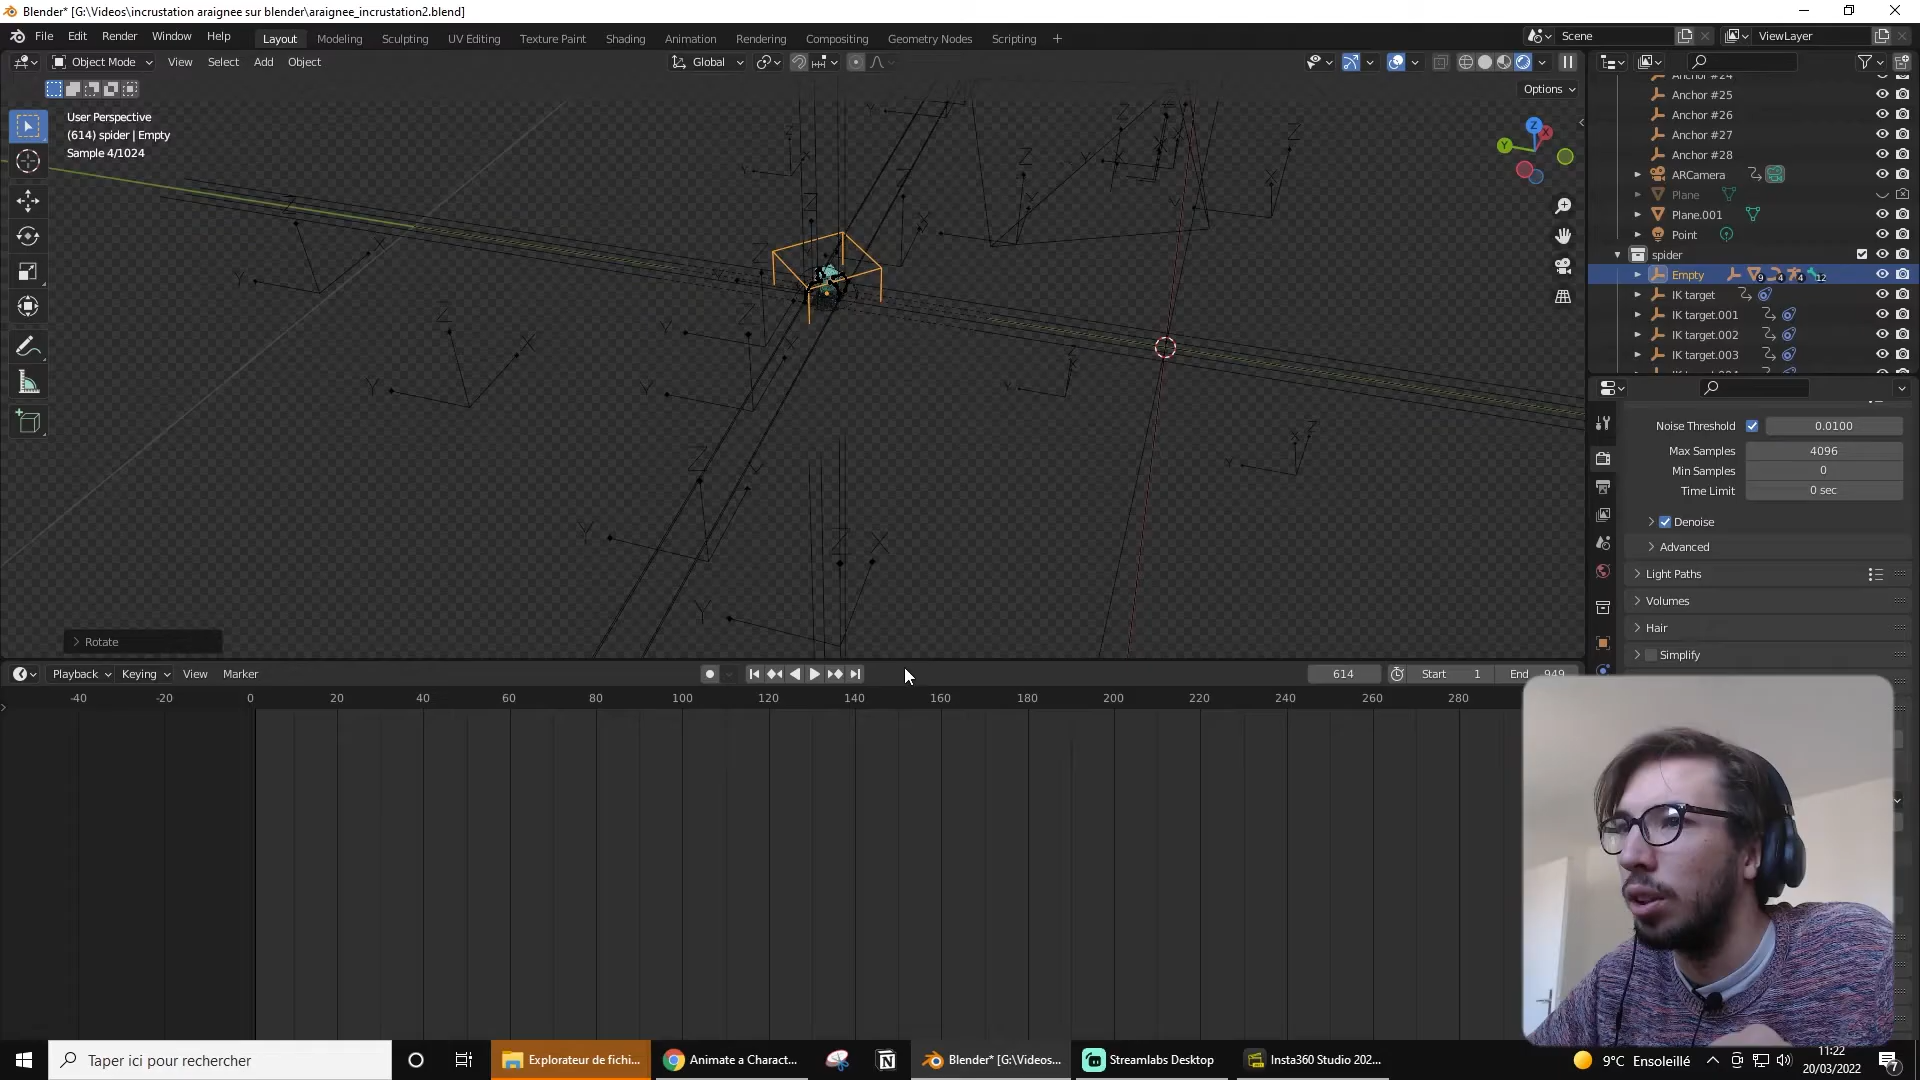 Blender* [G:\Videos\incrustation araignee sur blender\araignee_incrustation2.blend]
File Edit Render Window Help
Layout Modeling Sculpting UV Editing Texture Paint Shading Animation Rendering Compositing Geometry Nodes Scripting +
Scene
ViewLayer
Object Mode View Select Add Object
Global
Options
User Perspective
(614) spider | Empty
Sample 4/1024
Anchor #24
Anchor #25
Anchor #26
Anchor #27
Anchor #28
ARCamera
Plane
Plane.001
Point
spider
Empty 9 4 4 12
IK target
IK target.001
IK target.002
IK target.003
Noise Threshold 0.0100
Max Samples 4096
Min Samples 0
Time Limit 0 sec
Denoise
Advanced
Light Paths
Volumes
Hair
Simplify
Rotate
Playback Keying View Marker
614 Start 1 End 949
-40 -20 0 20 40 60 80 100 120 140 160 180 200 220 240 260 280
Taper ici pour rechercher
Explorateur de fichi...
Animate a Charact...
Blender* [G:\Videos...
Streamlabs Desktop
Insta360 Studio 202...
9°C Ensoleillé
11:22
20/03/2022
7